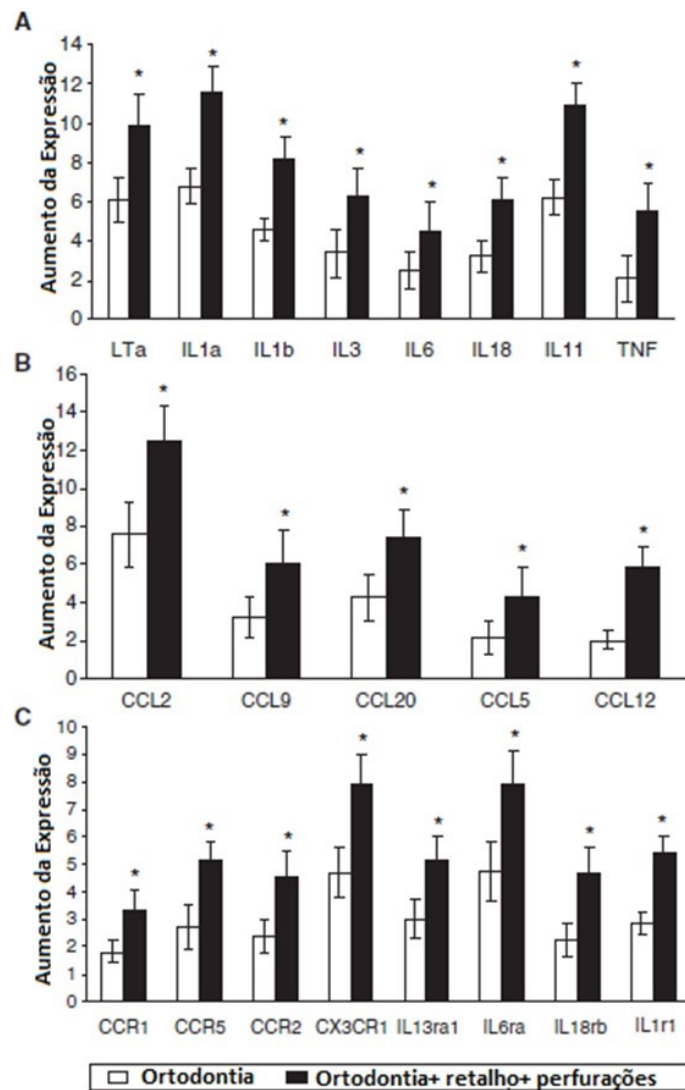 A
Aumento da Expressão
14
12
10
8
6
4
2
0
* * * * * * * *
LTa IL1a IL1b IL3 IL6 IL18 IL11 TNF
B
Aumento da Expressão
16
14
12
10
8
6
4
2
0
* * * * *
CCL2 CCL9 CCL20 CCL5 CCL12
C
Aumento da Expressão
10
9
8
7
6
5
4
3
2
1
0
* * * * * * * *
CCR1 CCR5 CCR2 CX3CR1 IL13ra1 IL6ra IL18rb IL1r1
Ortodontia Ortodontia+ retalho+ perfurações